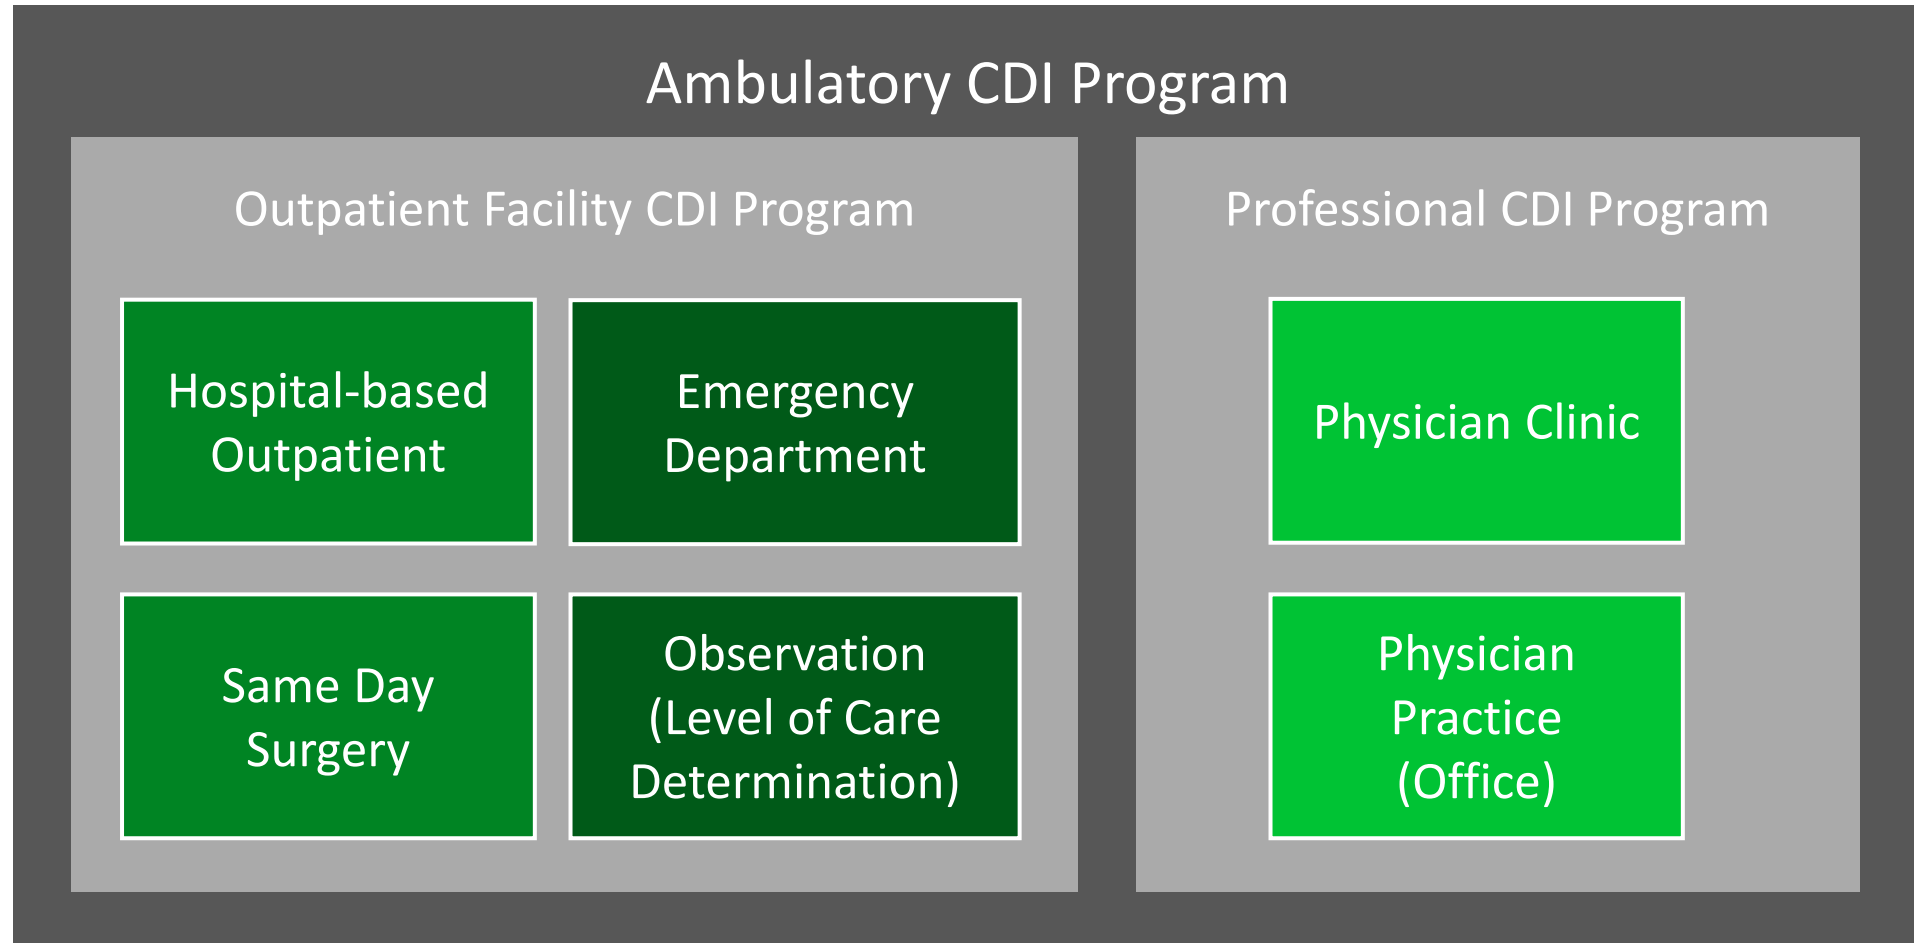 Ambulatory CDI Program
Outpatient Facility CDI Program
Hospital-based
Outpatient
Emergency
Department
Same Day
Surgery
Observation
(Level of Care
Determination)
Professional CDI Program
Physician Clinic
Physician
Practice
(Office)